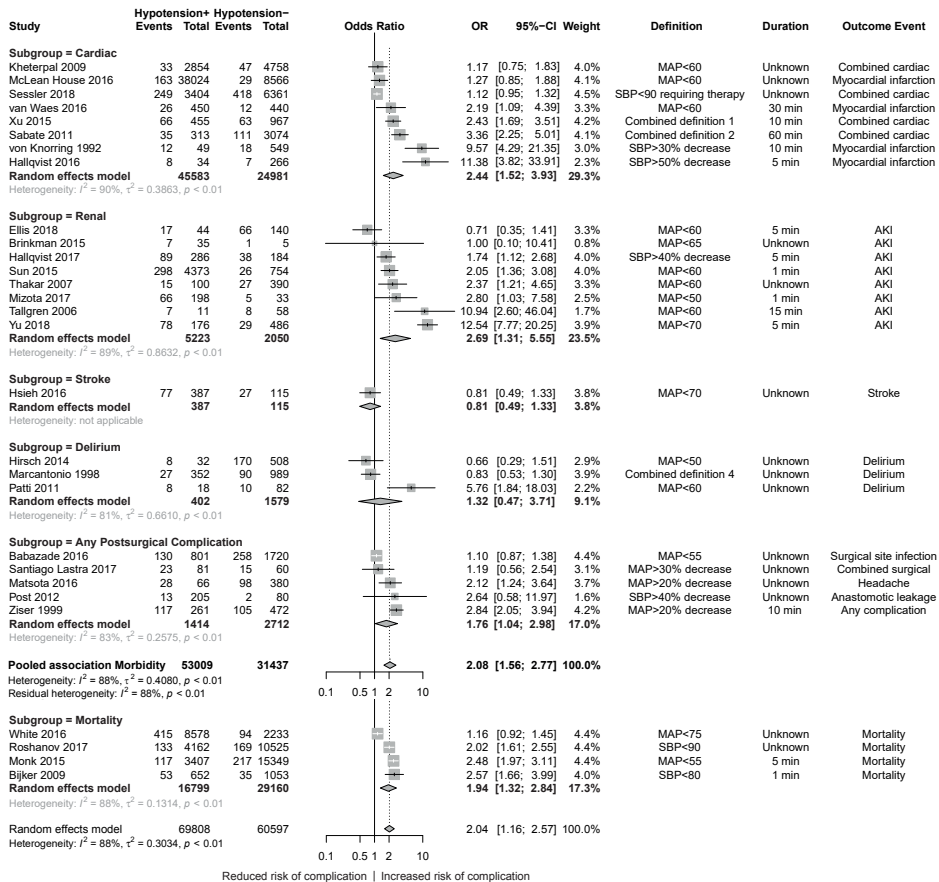 Hypotension+ Hypotension−
Study Events Total Events Total Odds Ratio OR 95%−CI Weight Definition Duration Outcome Event
Subgroup = Cardiac
Kheterpal 2009 33 2854 47 4758 1.17 [0.75; 1.83] 4.0% MAP<60 Unknown Combined cardiac
McLean House 2016 163 38024 29 8566 1.27 [0.85; 1.88] 4.1% MAP<60 Unknown Myocardial infarction
Sessler 2018 249 3404 418 6361 1.12 [0.95; 1.32] 4.5% SBP<90 requiring therapy Unknown Combined cardiac
van Waes 2016 26 450 12 440 2.19 [1.09; 4.39] 3.3% MAP<60 30 min Myocardial infarction
Xu 2015 66 455 63 967 2.43 [1.69; 3.51] 4.2% Combined definition 1 10 min Combined cardiac
Sabate 2011 35 313 111 3074 3.36 [2.25; 5.01] 4.1% Combined definition 2 60 min Combined cardiac
von Knorring 1992 12 49 18 549 9.57 [4.29; 21.35] 2.9% SBP>30% decrease 10 min Myocardial infarction
Hallqvist 2016 8 34 7 266 11.38 [3.82; 33.91] 2.3% SBP>50% decrease 5 min Myocardial infarction
Random effects model 45583 24981 2.44 [1.52; 3.93] 29.3%
Heterogeneity: I² = 90%, τ² = 0.3863, p < 0.01
Subgroup = Renal
Ellis 2018 17 44 66 140 0.71 [0.35; 1.41] 3.3% MAP<60 5 min AKI
Brinkman 2015 7 35 1 5 1.00 [0.10; 10.41] 0.8% MAP<65 Unknown AKI
Hallqvist 2017 89 286 38 184 1.74 [1.12; 2.68] 4.0% SBP>40% decrease 5 min AKI
Sun 2015 298 4373 26 754 2.05 [1.36; 3.08] 4.1% MAP<60 1 min AKI
Thakar 2007 15 100 27 390 2.37 [1.21; 4.65] 3.3% MAP<60 Unknown AKI
Mizota 2017 66 198 5 33 2.80 [1.03; 7.58] 2.5% MAP<50 1 min AKI
Tallgren 2006 7 11 8 58 10.94 [2.60; 46.04] 1.7% MAP<60 15 min AKI
Yu 2018 78 176 29 486 12.54 [7.77; 20.25] 3.9% MAP<70 5 min AKI
Random effects model 5223 2050 2.69 [1.31; 5.55] 23.5%
Heterogeneity: I² = 89%, τ² = 0.8632, p < 0.01
Subgroup = Stroke
Hsieh 2016 77 387 27 115 0.81 [0.49; 1.33] 3.8% MAP<70 Unknown Stroke
Random effects model 387 115 0.81 [0.49; 1.33] 3.8%
Heterogeneity: not applicable
Subgroup = Delirium
Hirsch 2014 8 32 170 508 0.66 [0.29; 1.51] 2.9% MAP<50 Unknown Delirium
Marcantonio 1998 27 352 90 989 0.83 [0.53; 1.30] 3.9% Combined definition 4 Unknown Delirium
Patti 2011 8 18 10 82 5.76 [1.84; 18.03] 2.2% MAP<60 Unknown Delirium
Random effects model 402 1579 1.32 [0.47; 3.71] 9.1%
Heterogeneity: I² = 81%, τ² = 0.6610, p < 0.01
Subgroup = Any Postsurgical Complication
Babazade 2016 130 801 258 1720 1.10 [0.87; 1.38] 4.4% MAP<55 Unknown Surgical site infection
Santiago Lastra 2017 23 81 15 60 1.19 [0.56; 2.54] 3.1% MAP>30% decrease Unknown Combined surgical
Matsota 2016 28 66 98 380 2.12 [1.24; 3.64] 3.7% MAP>20% decrease Unknown Headache
Post 2012 13 205 2 80 2.64 [0.58; 11.97] 1.6% SBP>40% decrease Unknown Anastomotic leakage
Ziser 1999 117 261 105 472 2.84 [2.05; 3.94] 4.2% MAP>20% decrease 10 min Any complication
Random effects model 1414 2712 1.76 [1.04; 2.98] 17.0%
Heterogeneity: I² = 83%, τ² = 0.2575, p < 0.01
Pooled association Morbidity 53009 31437 2.08 [1.56; 2.77] 100.0%
Heterogeneity: I² = 88%, τ² = 0.4080, p < 0.01
Residual heterogeneity: I² = 88%, p < 0.01
0.1 0.5 1 2 10
Subgroup = Mortality
White 2016 415 8578 94 2233 1.16 [0.92; 1.45] 4.4% MAP<75 Unknown Mortality
Roshanov 2017 133 4162 169 10525 2.02 [1.61; 2.55] 4.4% SBP<90 Unknown Mortality
Monk 2015 117 3407 217 15349 2.48 [1.97; 3.11] 4.4% MAP<55 5 min Mortality
Bijker 2009 53 652 35 1053 2.57 [1.66; 3.99] 4.0% SBP<80 1 min Mortality
Random effects model 16799 29160 1.94 [1.32; 2.84] 17.3%
Heterogeneity: I² = 88%, τ² = 0.1314, p < 0.01
Random effects model 69808 60597 2.04 [1.16; 2.57] 100.0%
Heterogeneity: I² = 88%, τ² = 0.3034, p < 0.01
0.1 0.5 1 2 10
Reduced risk of complication | Increased risk of complication